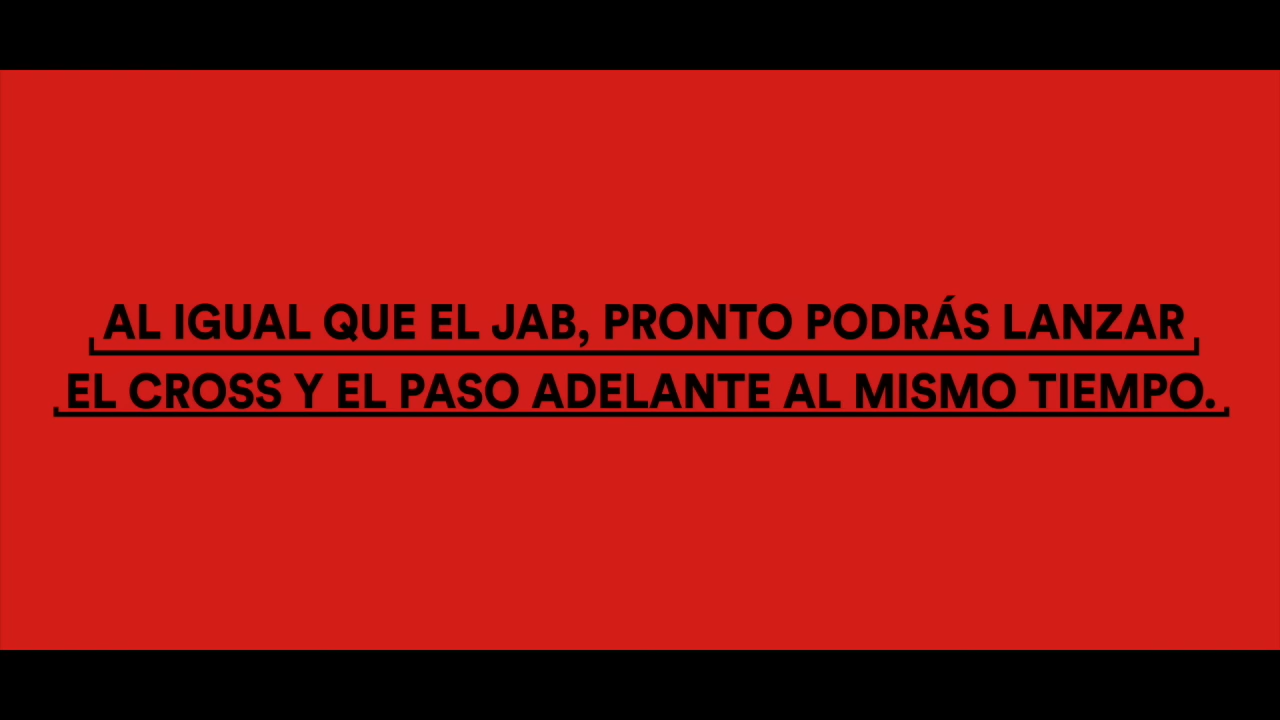 AL IGUAL QUE EL JAB, PRONTO PODRÁS LANZAR
EL CROSS Y EL PASO ADELANTE AL MISMO TIEMPO.